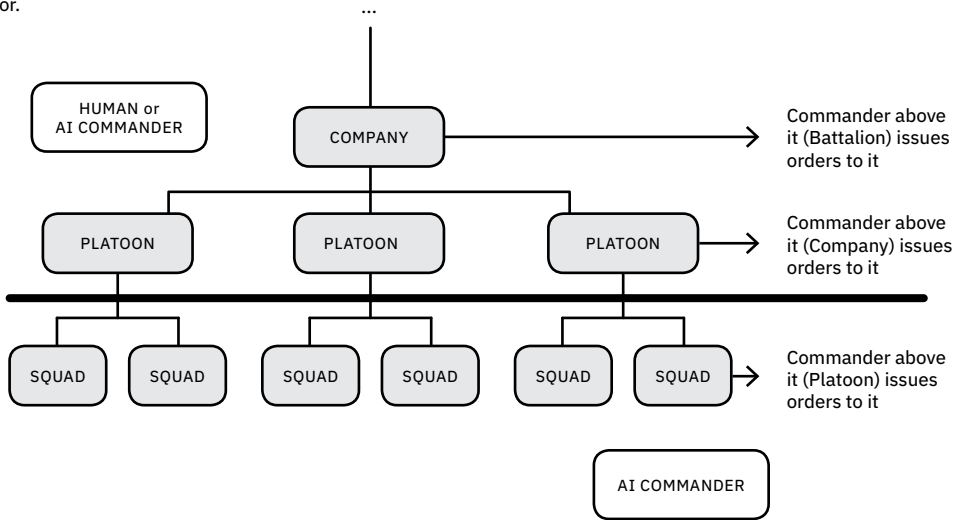 or.
...
HUMAN or
AI COMMANDER
COMPANY
Commander above
it (Battalion) issues
orders to it
PLATOON
PLATOON
PLATOON
Commander above
it (Company) issues
orders to it
SQUAD
SQUAD
SQUAD
SQUAD
SQUAD
SQUAD
Commander above
it (Platoon) issues
orders to it
AI COMMANDER